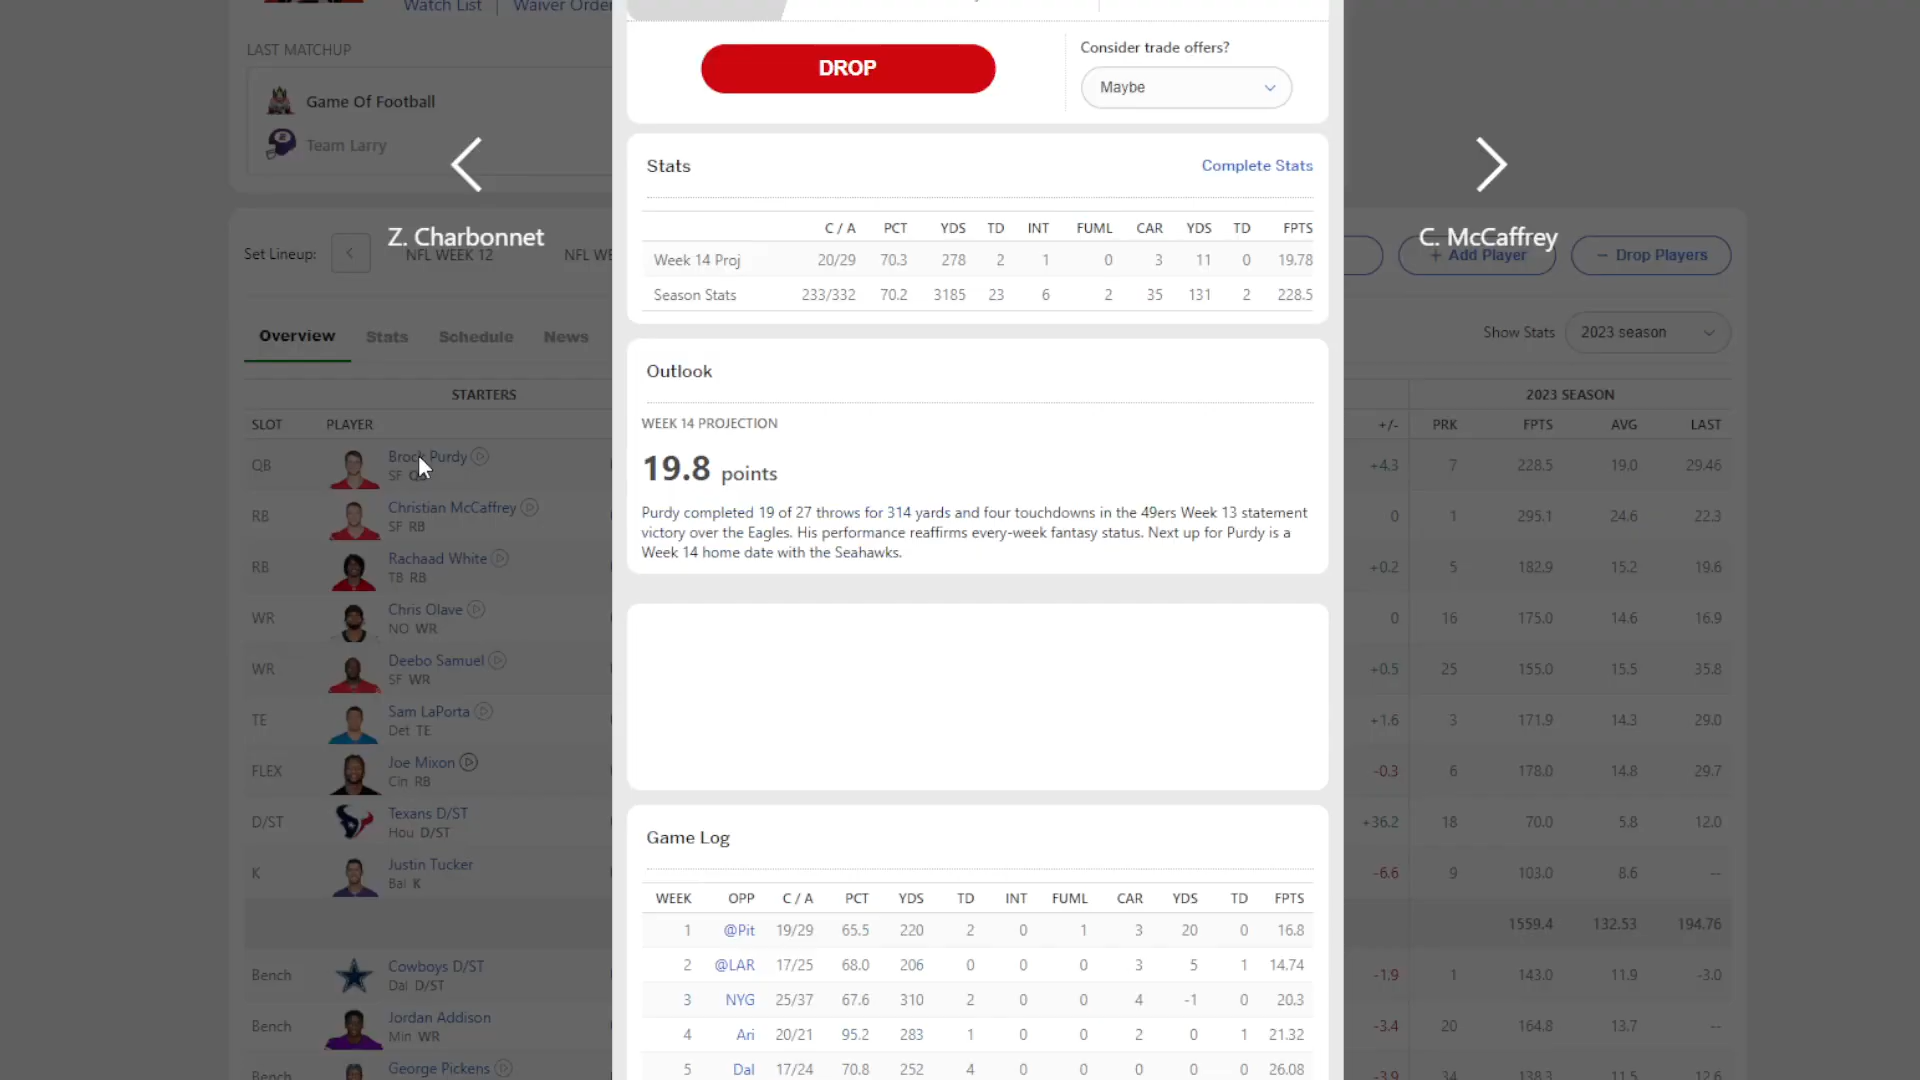 Watch List | Waiver Order
LAST MATCHUP
Game Of Football
Team Larry
Z. Charbonnet
C. McCaffrey
Set Lineup: NFL WEEK 12
+ Add Player
− Drop Players
Overview Stats Schedule News
Show Stats 2023 season
STARTERS
SLOT PLAYER
QB Brock Purdy
SF QB
RB Christian McCaffrey
SF RB
RB Rachaad White
TB RB
WR Chris Olave
NO WR
WR Deebo Samuel
SF WR
TE Sam LaPorta
Det TE
FLEX Joe Mixon
Cin RB
D/ST Texans D/ST
Hou D/ST
K Justin Tucker
Bal K
Bench Cowboys D/ST
Dal D/ST
Bench Jordan Addison
Min WR
Bench George Pickens
DROP
Consider trade offers?
Maybe
Stats
Complete Stats
C / A PCT YDS TD INT FUML CAR YDS TD FPTS
Week 14 Proj 20/29 70.3 278 2 1 0 3 11 0 19.78
Season Stats 233/332 70.2 3185 23 6 2 35 131 2 228.5
Outlook
WEEK 14 PROJECTION
19.8 points
Purdy completed 19 of 27 throws for 314 yards and four touchdowns in the 49ers Week 13 statement
victory over the Eagles. His performance reaffirms every-week fantasy status. Next up for Purdy is a
Week 14 home date with the Seahawks.
Game Log
WEEK OPP C / A PCT YDS TD INT FUML CAR YDS TD FPTS
1 @Pit 19/29 65.5 220 2 0 1 3 20 0 16.8
2 @LAR 17/25 68.0 206 0 0 0 3 5 1 14.74
3 NYG 25/37 67.6 310 2 0 0 4 -1 0 20.3
4 Ari 20/21 95.2 283 1 0 0 2 0 1 21.32
5 Dal 17/24 70.8 252 4 0 0 0 0 0 26.08
2023 SEASON
+/- PRK FPTS AVG LAST
+4.3 7 228.5 19.0 29.46
0 1 295.1 24.6 22.3
+0.2 5 182.9 15.2 19.6
0 16 175.0 14.6 16.9
+0.5 25 155.0 15.5 35.8
+1.6 3 171.9 14.3 29.0
-0.3 6 178.0 14.8 29.7
+36.2 18 70.0 5.8 12.0
-6.6 9 103.0 8.6 --
1559.4 132.53 194.76
-1.9 1 143.0 11.9 -3.0
-3.4 20 164.8 13.7 --
-3.9 34 138.3 11.5 12.6